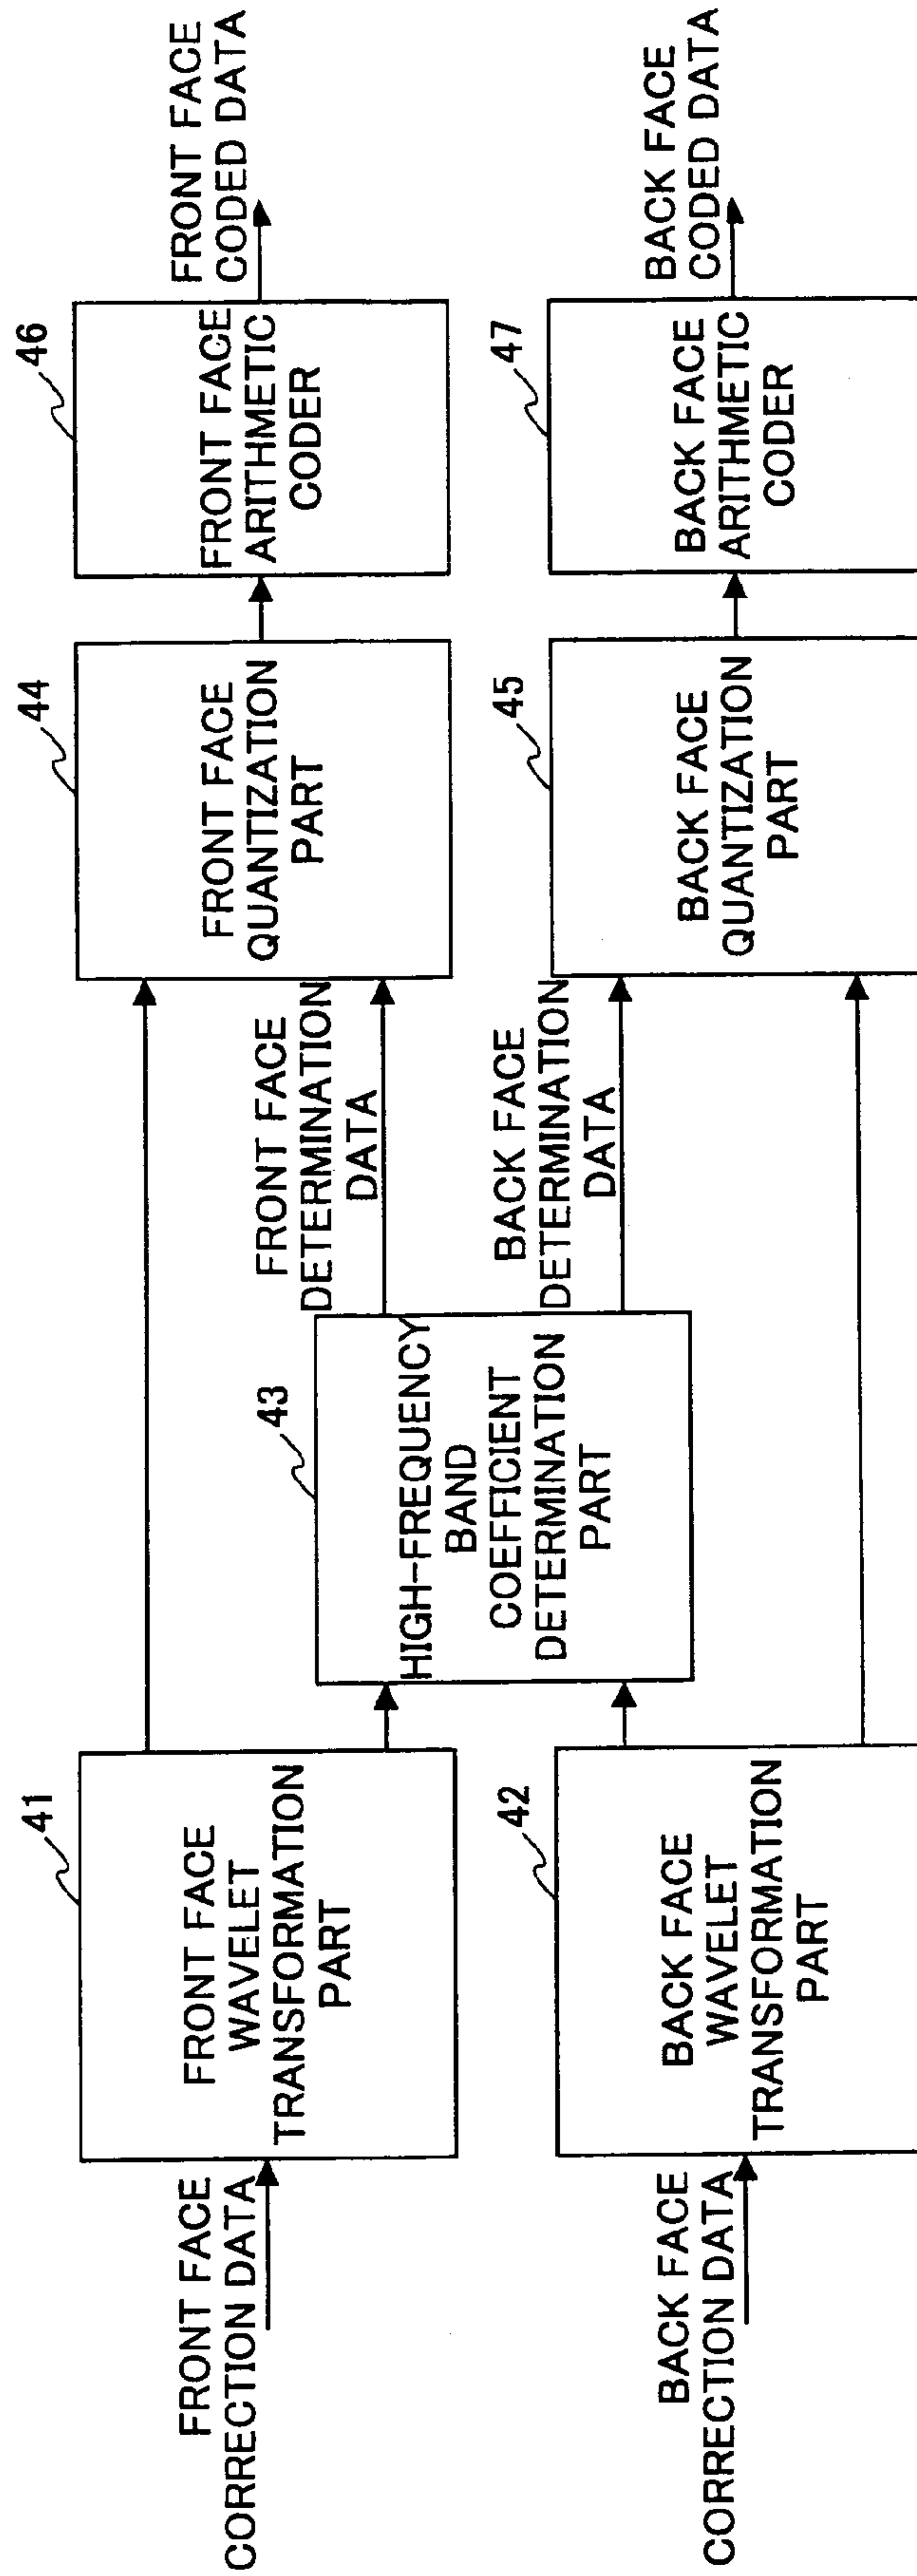 FRONT FACE
CORRECTION DATA
41
FRONT FACE
WAVELET
TRANSFORMATION
PART
43
HIGH-FREQUENCY
BAND
COEFFICIENT
DETERMINATION
PART
FRONT FACE
DETERMINATION
DATA
44
FRONT FACE
QUANTIZATION
PART
46
FRONT FACE
ARITHMETIC
CODER
FRONT FACE
CODED DATA
BACK FACE
CORRECTION DATA
42
BACK FACE
WAVELET
TRANSFORMATION
PART
BACK FACE
DETERMINATION
DATA
45
BACK FACE
QUANTIZATION
PART
47
BACK FACE
ARITHMETIC
CODER
BACK FACE
CODED DATA